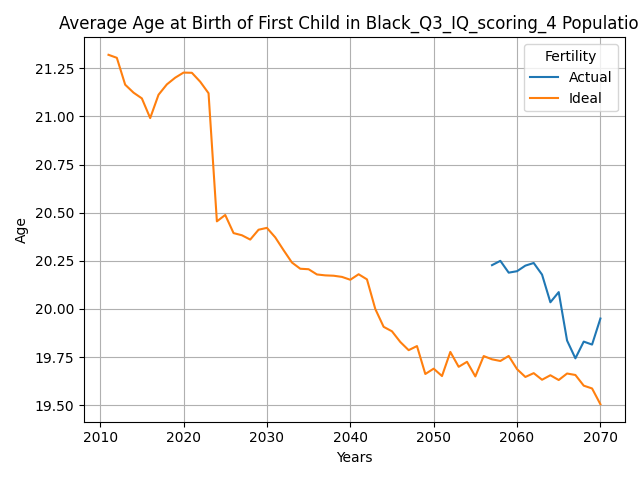 Average Age at Birth of First Child in Black_Q3_IQ_scoring_4 Populatio
Fertility
Actual
Ideal
21.25
21.00
20.75
20.50
20.25
20.00
19.75
19.50
Age
2010 2020 2030 2040 2050 2060 2070
Years